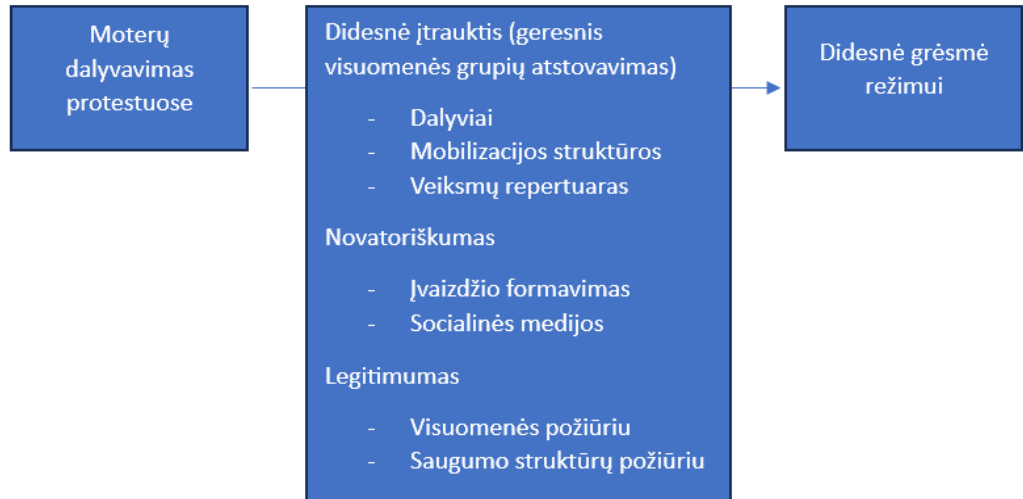 Moterų
dalyvavimas
protestuose
Didesnė įtrauktis (geresnis
visuomenės grupių atstovavimas)
- Dalyviai
- Mobilizacijos struktūros
- Veiksmų repertuaras
Novatoriškumas
- Įvaizdžio formavimas
- Socialinės medijos
Legitimumas
- Visuomenės požiūriu
- Saugumo struktūrų požiūriu
Didesnė grėsmė
režimui